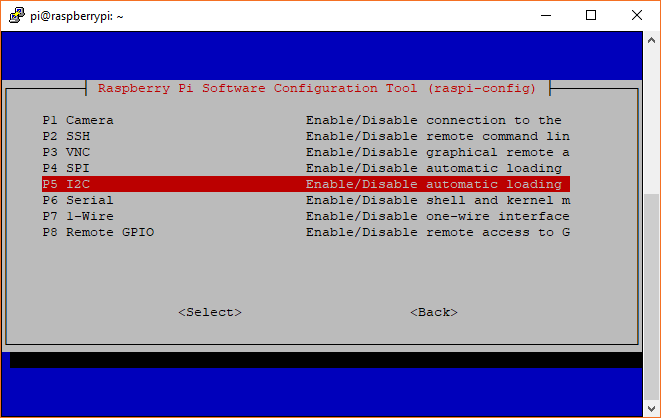 pi@raspberrypi: ~
Raspberry Pi Software Configuration Tool (raspi-config)
P1 Camera Enable/Disable connection to the
P2 SSH Enable/Disable remote command lin
P3 VNC Enable/Disable graphical remote a
P4 SPI Enable/Disable automatic loading
P5 I2C Enable/Disable automatic loading
P6 Serial Enable/Disable shell and kernel m
P7 1-Wire Enable/Disable one-wire interface
P8 Remote GPIO Enable/Disable remote access to G
<Select> <Back>